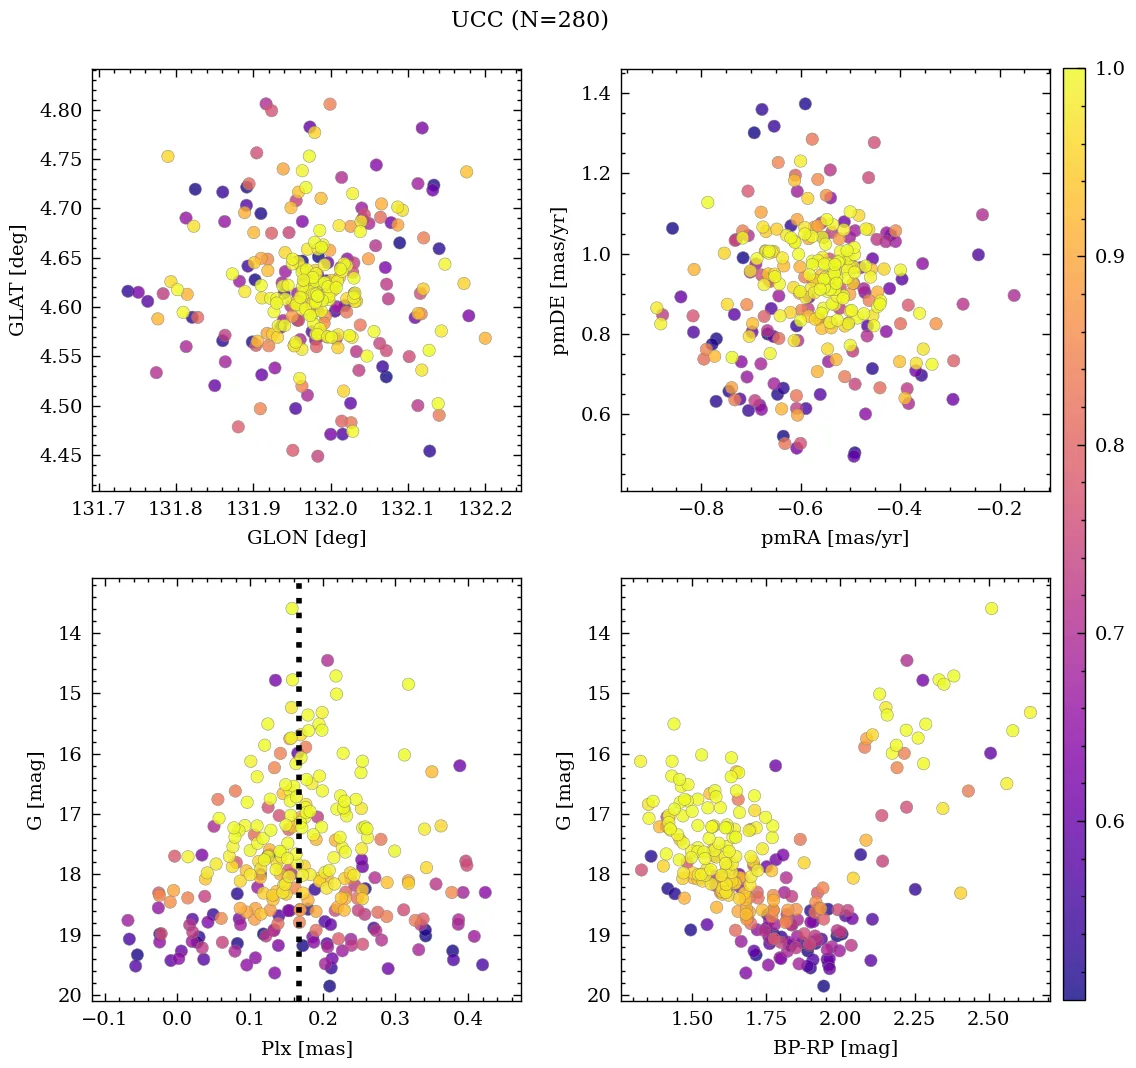 UCC (N=280)
4.80
4.75
4.70
4.65
4.60
4.55
4.50
4.45
GLAT [deg]
131.7 131.8 131.9 132.0 132.1 132.2
GLON [deg]
1.4
1.2
1.0
0.8
0.6
pmDE [mas/yr]
−0.8 −0.6 −0.4 −0.2
pmRA [mas/yr]
1.0
0.9
0.8
0.7
0.6
14
15
16
17
18
19
20
G [mag]
−0.1 0.0 0.1 0.2 0.3 0.4
Plx [mas]
14
15
16
17
18
19
20
G [mag]
1.50 1.75 2.00 2.25 2.50
BP-RP [mag]